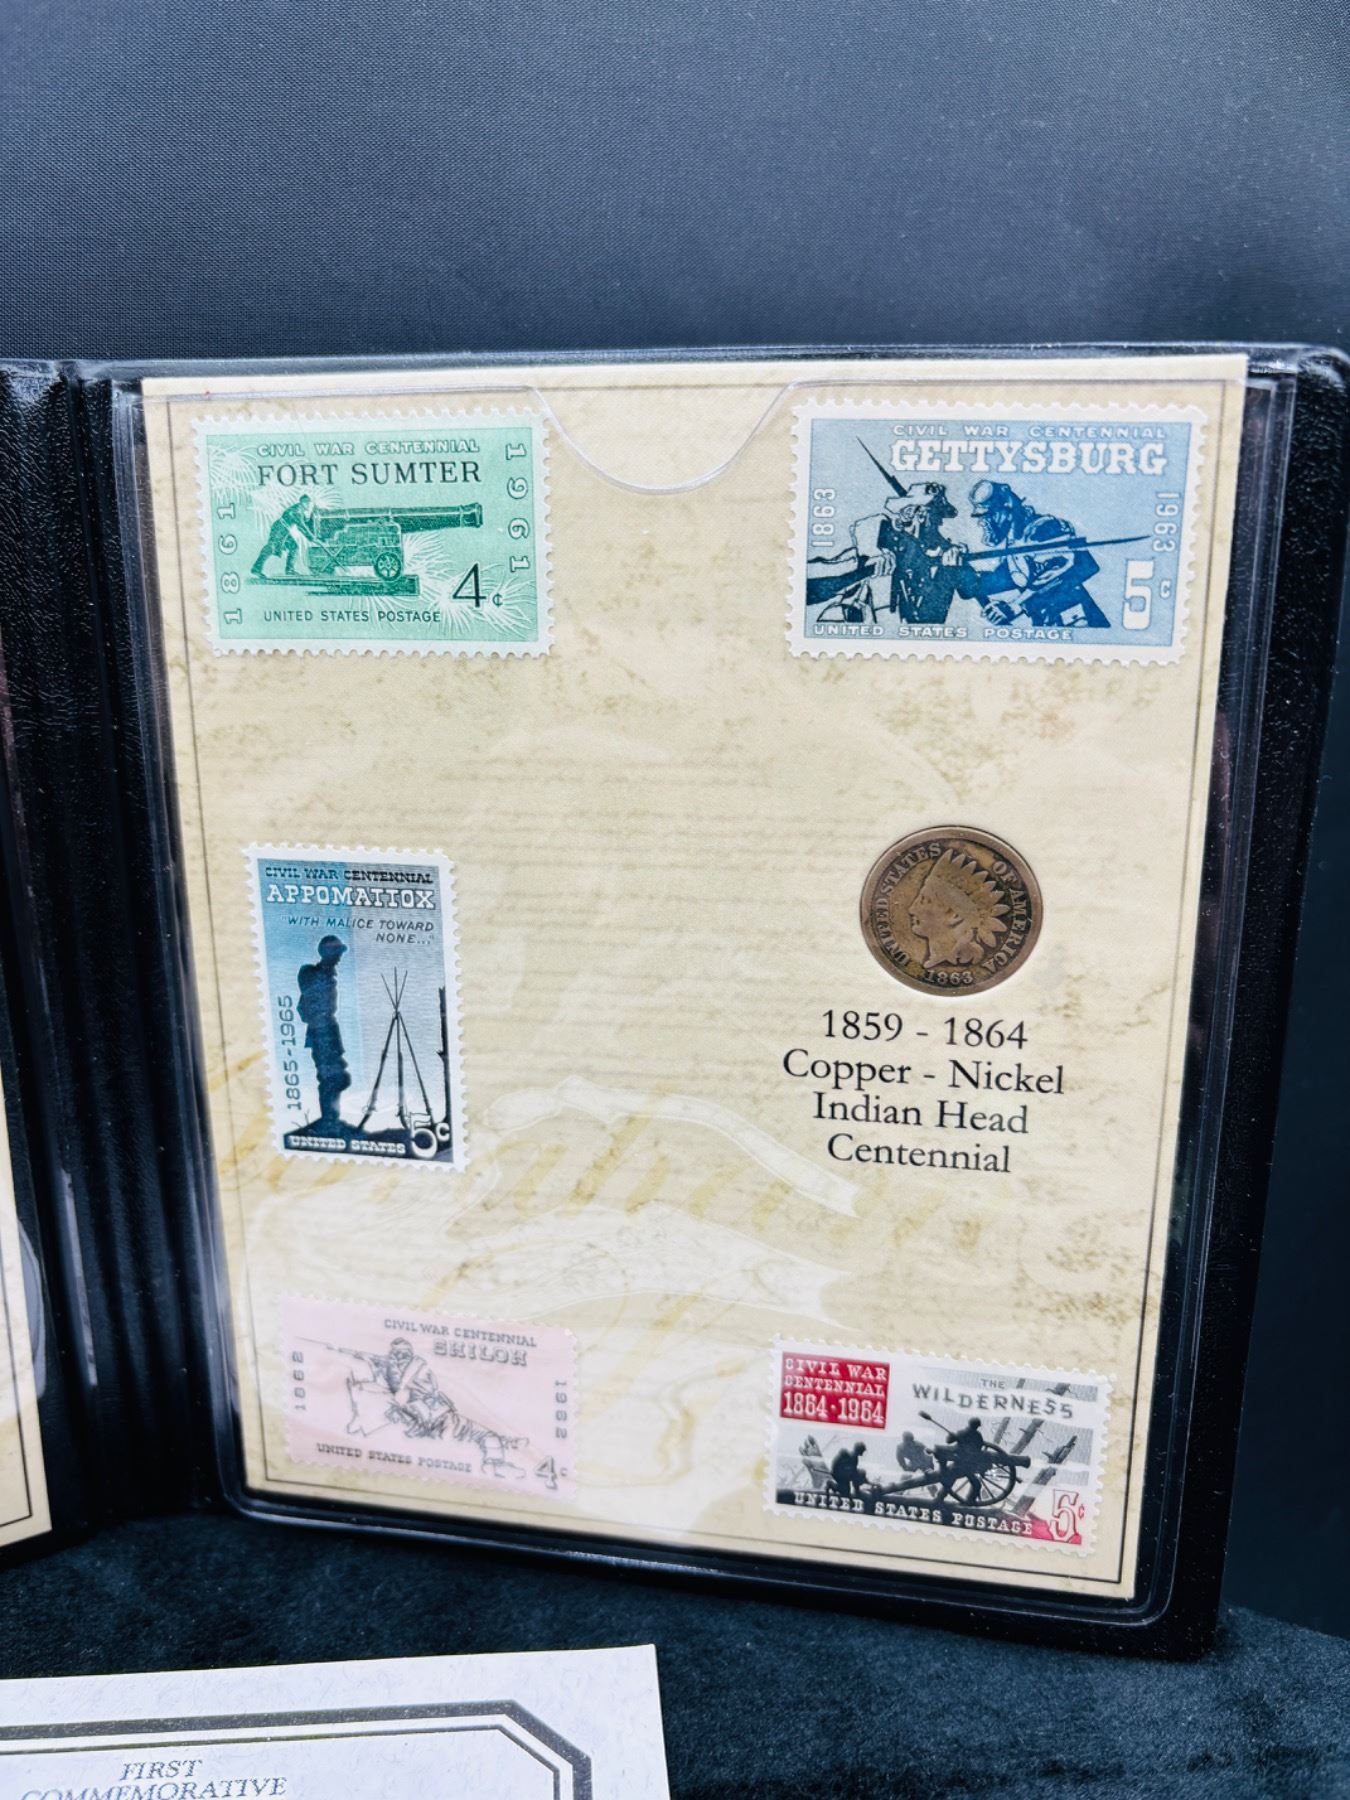 CIVIL WAR CENTENNIAL
FORT SUMTER
1861
1961
4¢
UNITED STATES POSTAGE
CIVIL WAR CENTENNIAL
GETTYSBURG
1863
1963
5¢
UNITED STATES POSTAGE
CIVIL WAR CENTENNIAL
APPOMATTOX
"WITH MALICE TOWARD
NONE..."
1865-1965
UNITED STATES 5c
UNITED STATES OF AMERICA
1863
1859 - 1864
Copper - Nickel
Indian Head
Centennial
CIVIL WAR CENTENNIAL
SHILOH
1862
1962
UNITED STATES POSTAGE 4c
CIVIL WAR
CENTENNIAL
1864-1964
THE
WILDERNESS
UNITED STATES POSTAGE 5c
FIRST
COMMEMORATIVE